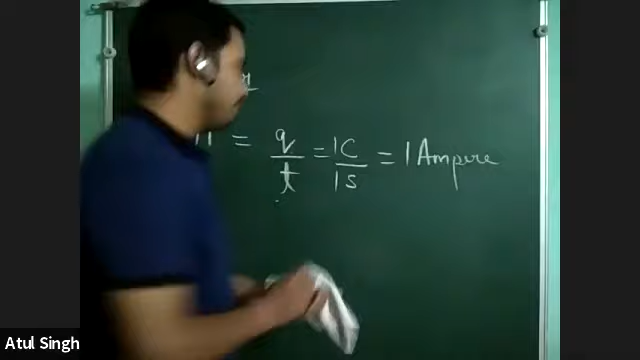 = q/t = 1C/1s = 1 Ampere
Atul Singh